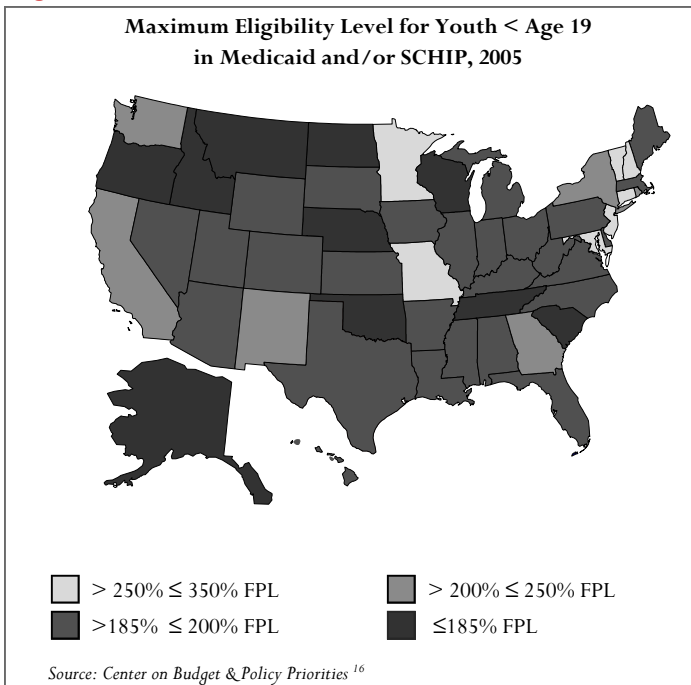 Maximum Eligibility Level for Youth < Age 19
in Medicaid and/or SCHIP, 2005
> 250% ≤ 350% FPL
> 200% ≤ 250% FPL
>185% ≤ 200% FPL
≤185% FPL
Source: Center on Budget & Policy Priorities 16